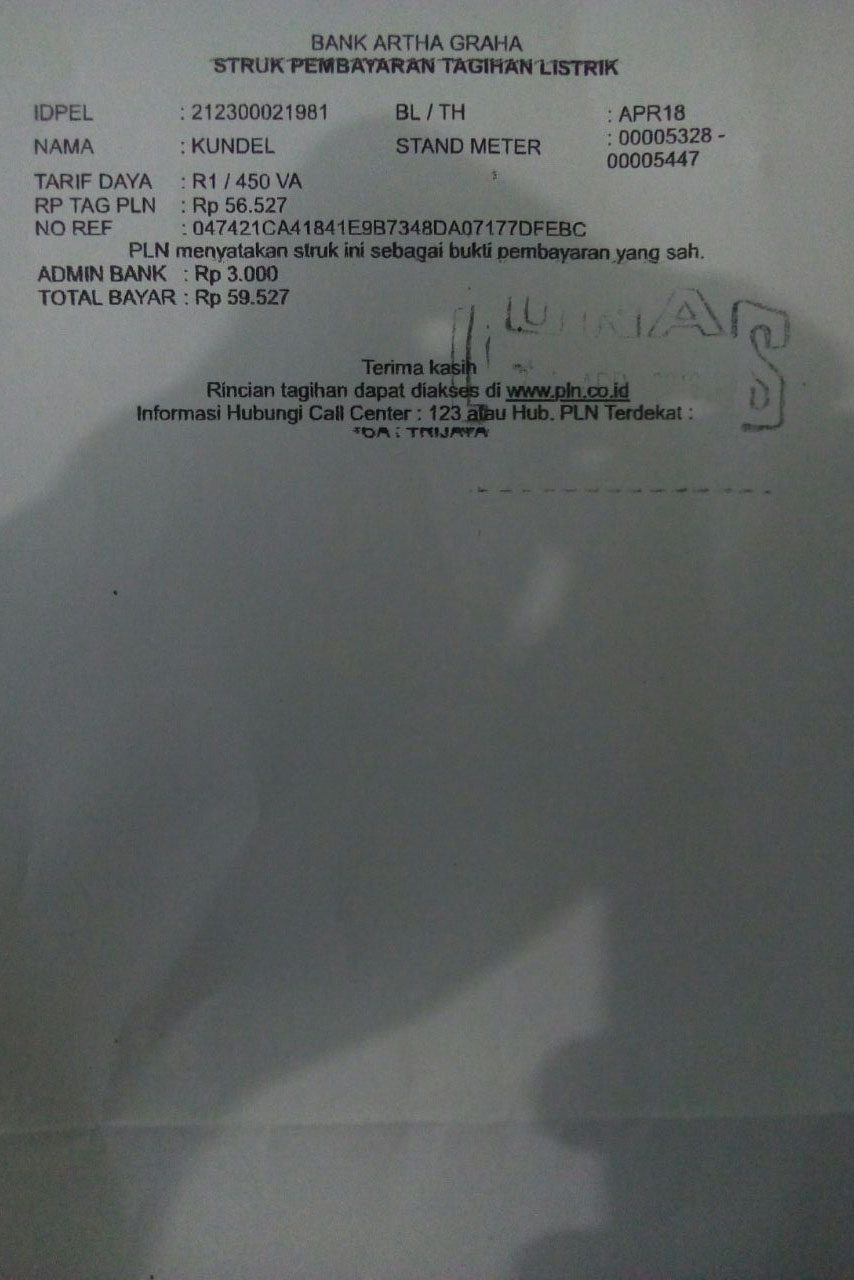 BANK ARTHA GRAHA
STRUK PEMBAYARAN TAGIHAN LISTRIK
IDPEL : 212300021981 BL / TH : APR18
NAMA : KUNDEL STAND METER : 00005328 - 00005447
TARIF DAYA : R1 / 450 VA
RP TAG PLN : Rp 56.527
NO REF : 047421CA41841E9B7348DA07177DFEBC
PLN menyatakan struk ini sebagai bukti pembayaran yang sah.
ADMIN BANK : Rp 3.000
TOTAL BAYAR : Rp 59.527
LUNAS
Terima kasih
Rincian tagihan dapat diakses di www.pln.co.id
Informasi Hubungi Call Center : 123 atau Hub. PLN Terdekat :